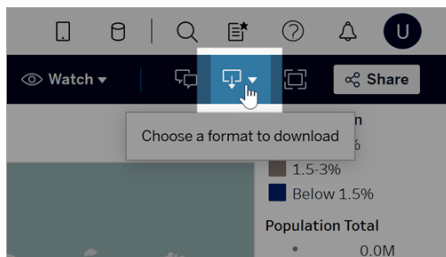 U
Watch
Share
Choose a format to download
n
%
1.5-3%
Below 1.5%
Population Total
0.0M